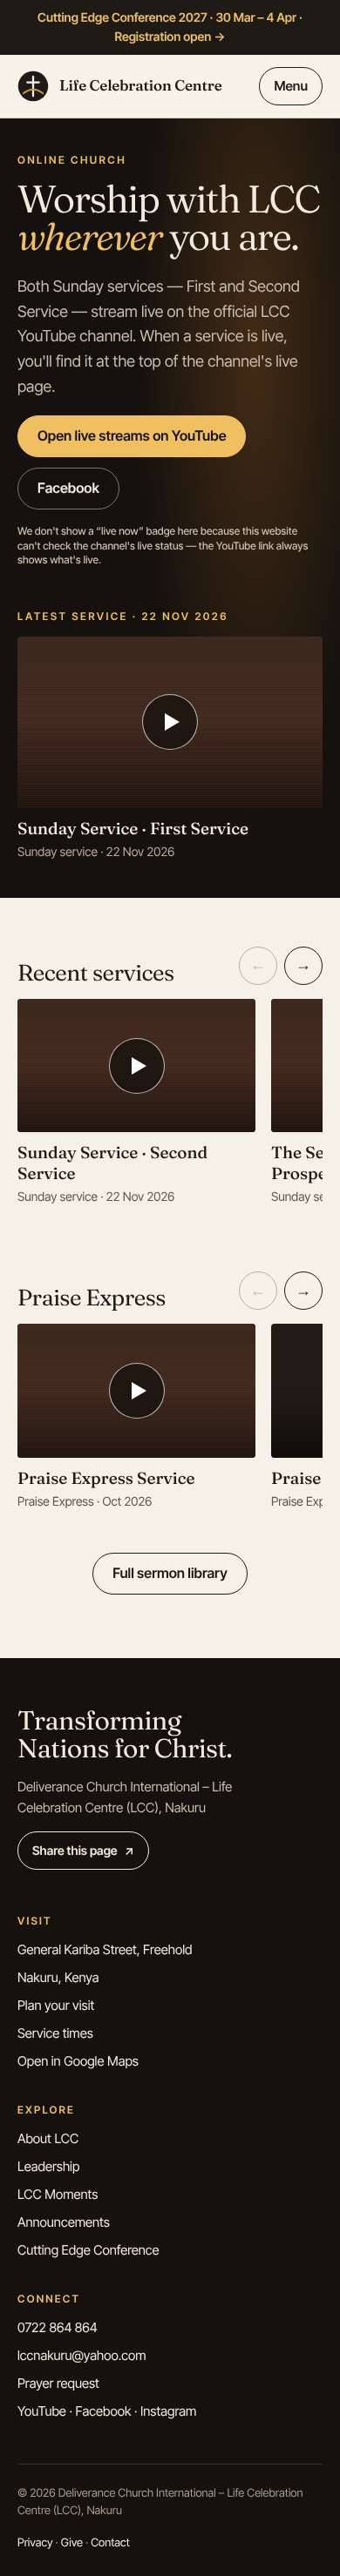 Cutting Edge Conference 2027 · 30 Mar – 4 Apr ·
Registration open →
Life Celebration Centre (LCC)
Menu
ONLINE CHURCH
Worship with LCC
wherever you are.
Both Sunday services — First and Second
Service — stream live on the official LCC
YouTube channel. When a service is live,
you'll find it at the top of the channel's live
page.
Open live streams on YouTube
Facebook
We don't show a “live now” badge here because this website
can't check the channel's live status — the YouTube link always
shows what's live.
LATEST SERVICE · 22 NOV 2026
Sunday Service · First Service
Sunday service · 22 Nov 2026
Recent services
← →
Sunday Service · Second
Service
Sunday service · 22 Nov 2026
The Se
Prospe
Sunday se
Praise Express
← →
Praise Express Service
Praise Express · Oct 2026
Praise
Praise Exp
Full sermon library
Transforming
Nations for Christ.
Deliverance Church International – Life
Celebration Centre (LCC), Nakuru
Share this page ↗
VISIT
General Kariba Street, Freehold
Nakuru, Kenya
Plan your visit
Service times
Open in Google Maps
EXPLORE
About LCC
Leadership
LCC Moments
Announcements
Cutting Edge Conference
CONNECT
0722 864 864
lccnakuru@yahoo.com
Prayer request
YouTube · Facebook · Instagram
© 2026 Deliverance Church International – Life Celebration
Centre (LCC), Nakuru
Privacy · Give · Contact